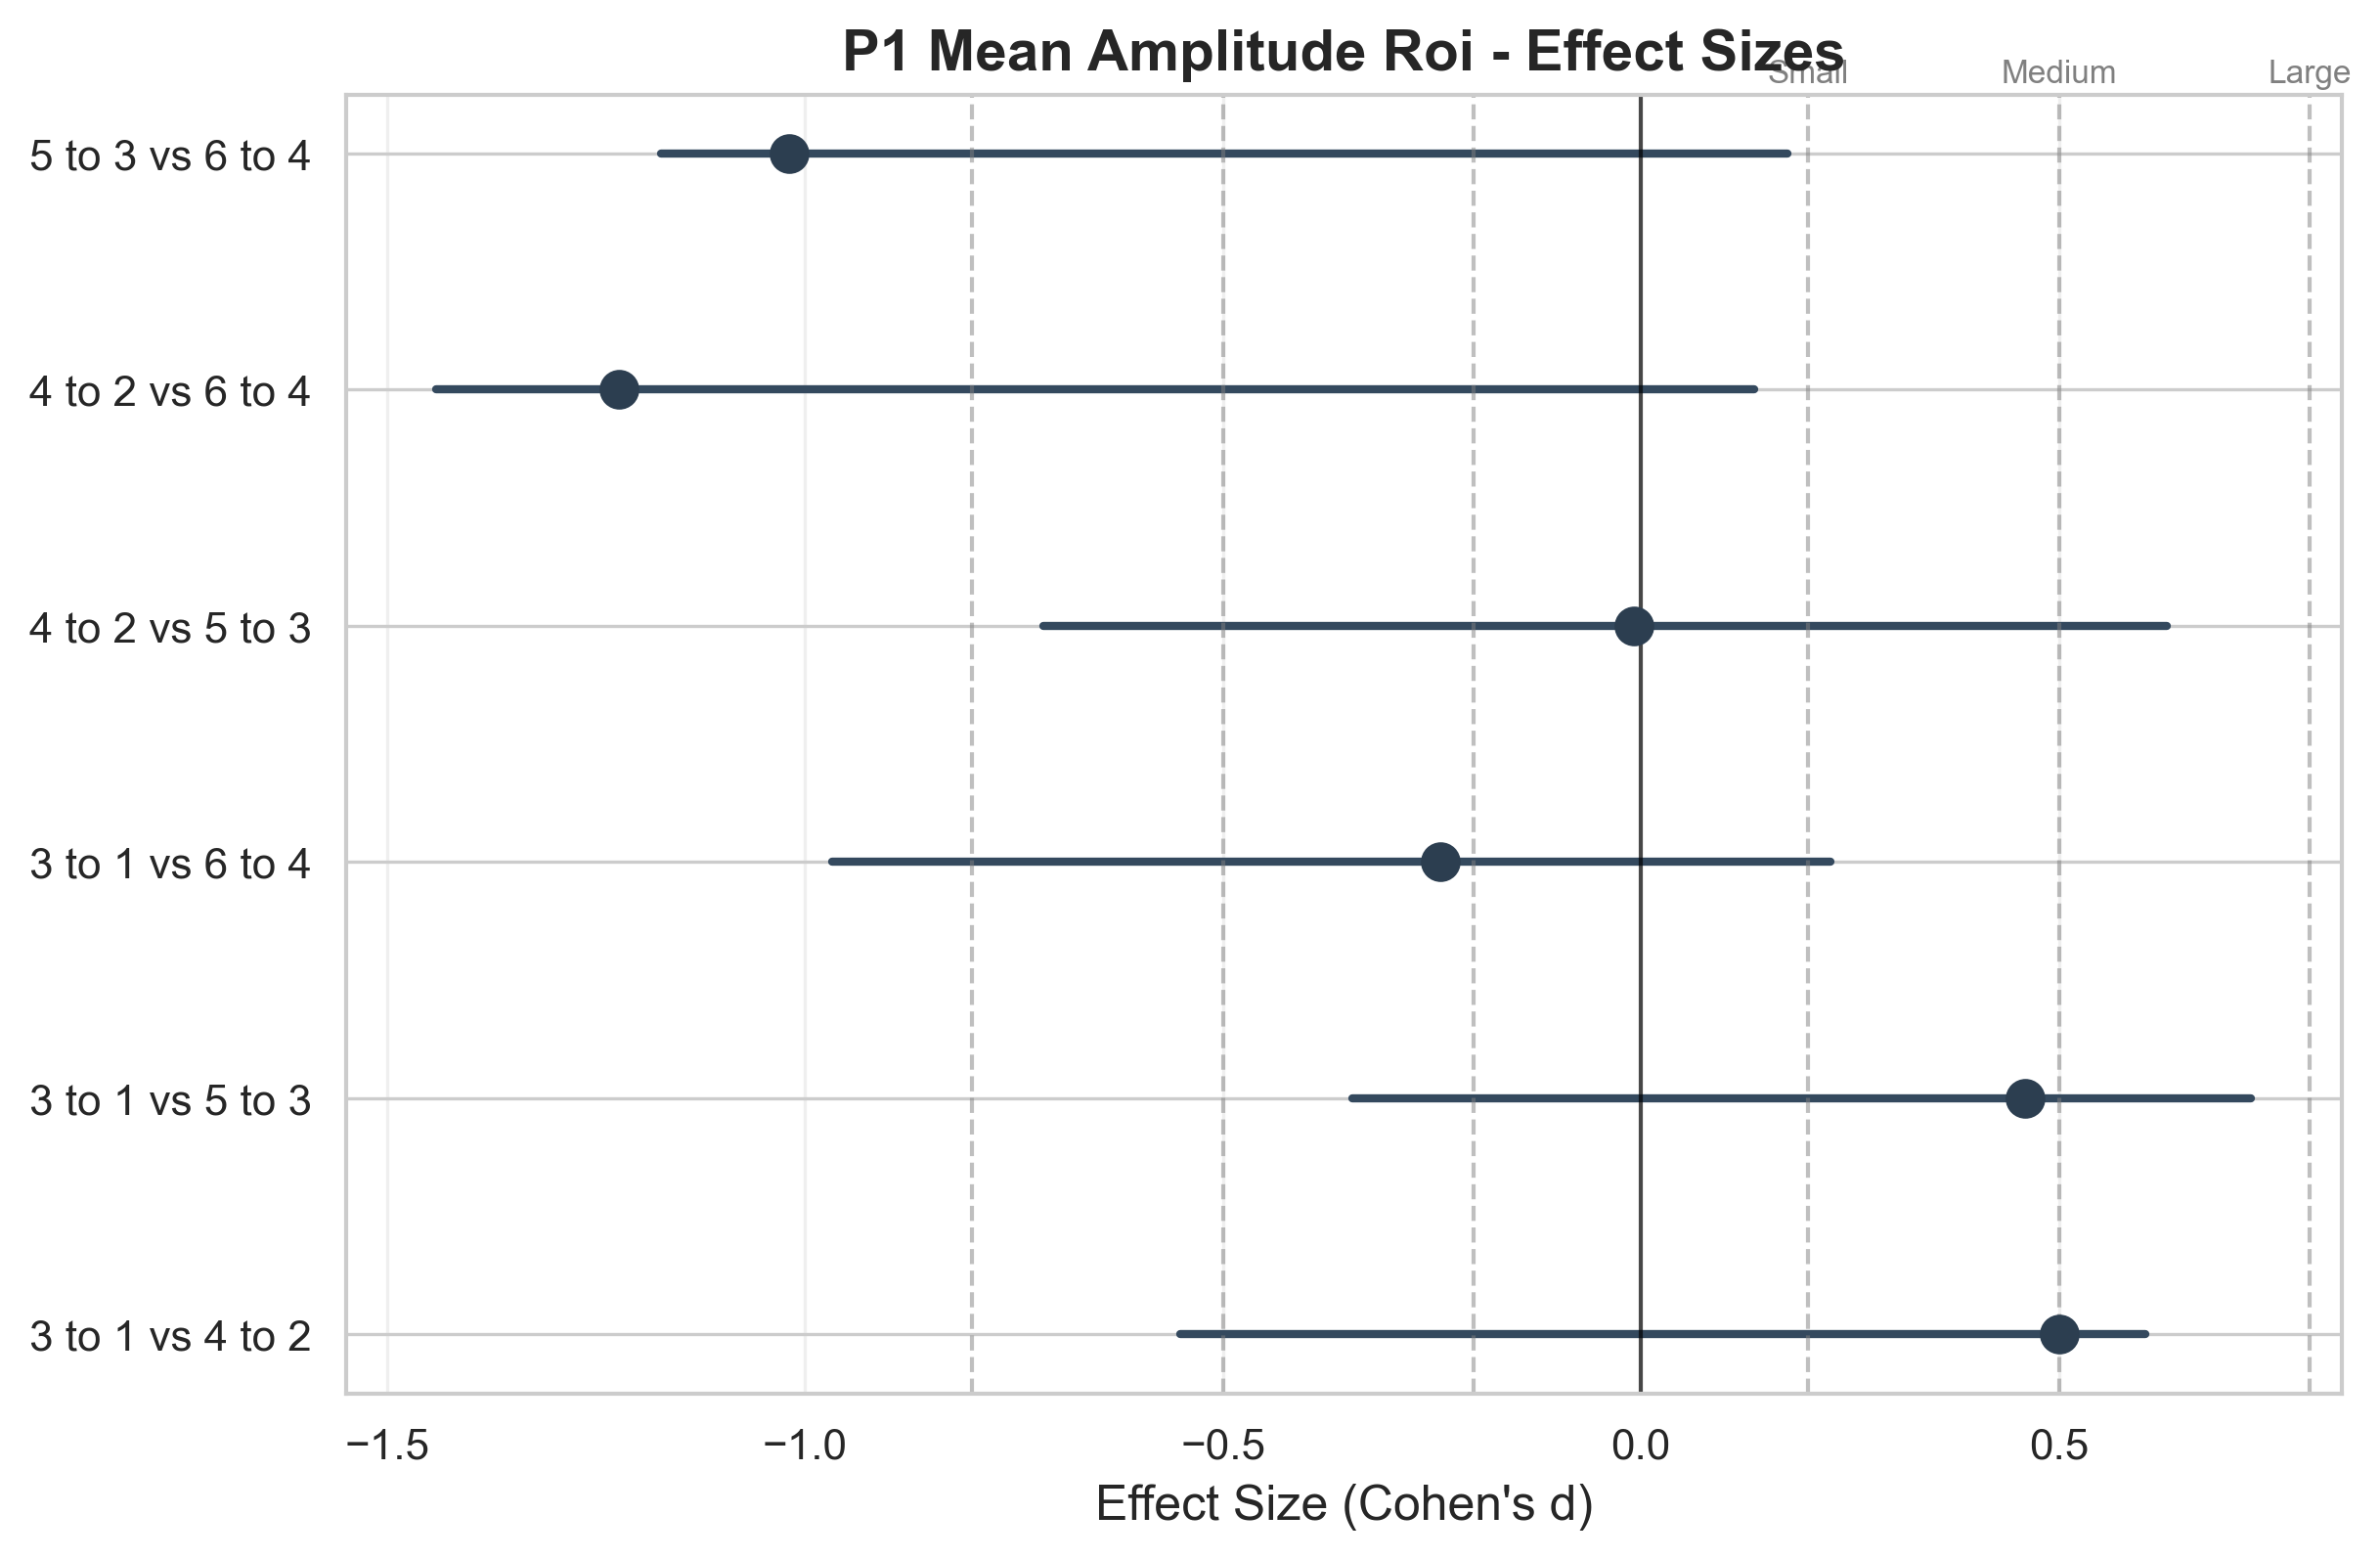 P1 Mean Amplitude Roi - Effect Sizes
Small
Medium
Large
5 to 3 vs 6 to 4
4 to 2 vs 6 to 4
4 to 2 vs 5 to 3
3 to 1 vs 6 to 4
3 to 1 vs 5 to 3
3 to 1 vs 4 to 2
−1.5
−1.0
−0.5
0.0
0.5
Effect Size (Cohen's d)